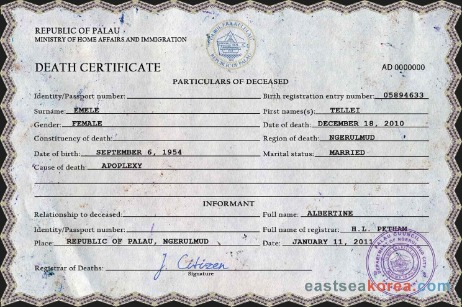 REPUBLIC OF PALAU
MINISTRY OF HOME AFFAIRS AND IMMIGRATION
DEATH CERTIFICATE
AD 0000000
PARTICULARS OF DECEASED
Identity/Passport number: Birth registration entry number: 05894633
Surname: EMELE First names(s): TELLEI
Gender: FEMALE Date of death: DECEMBER 18, 2010
Constituency of death: Region of death: NGERULMUD
Date of birth: SEPTEMBER 6, 1954 Marital status: MARRIED
Cause of death: APOPLEXY
INFORMANT
Relationship to deceased: Full name: ALBERTINE
Identity/Passport number: Full name of registrar: H.L. PETHAM
Place: REPUBLIC OF PALAU, NGERULMUD Date: JANUARY 11, 2011
Registrar of Deaths: J. Citizen
Signature
eastseakorea.com